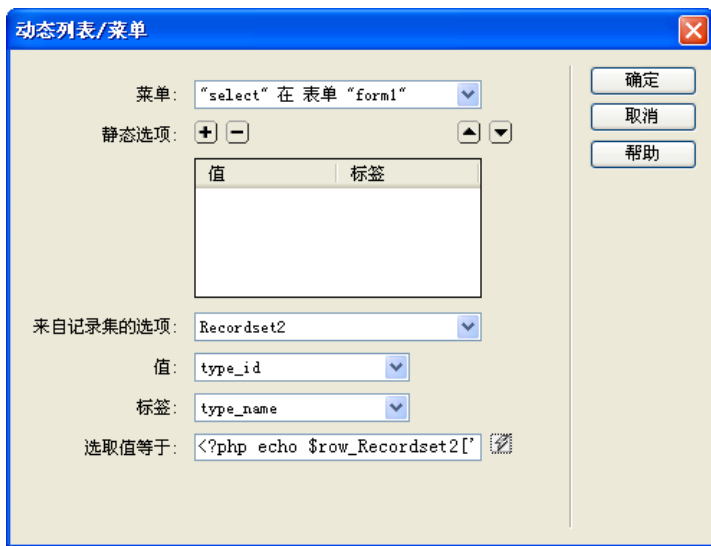 动态列表/菜单
菜单: "select" 在 表单 "form1"
确定
取消
静态选项:
帮助
值 标签
来自记录集的选项: Recordset2
值: type_id
标签: type_name
选取值等于: <?php echo $row_Recordset2['